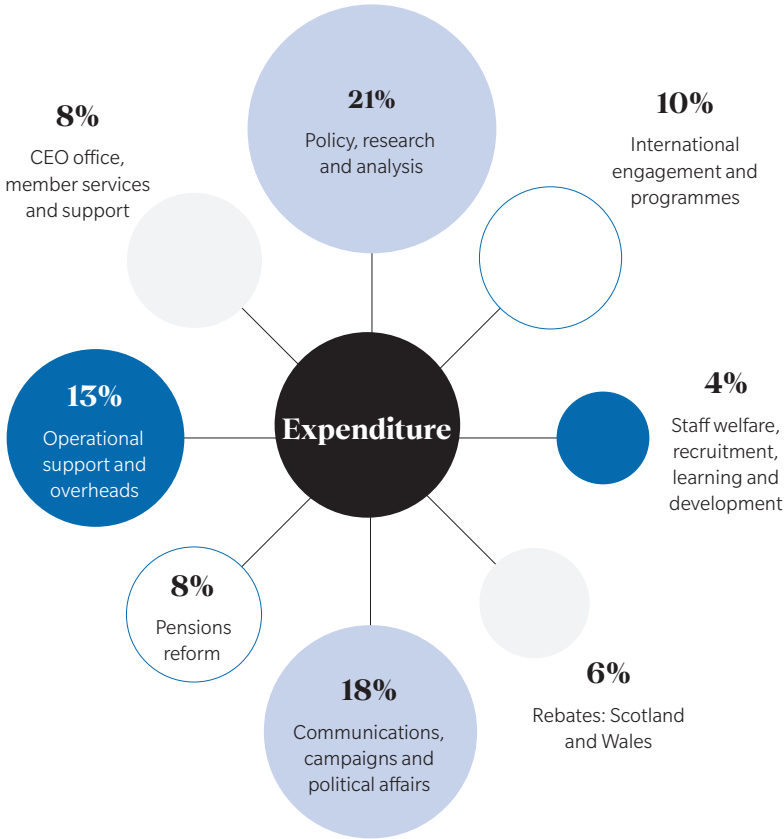 21%
Policy, research
and analysis
10%
International
engagement and
programmes
4%
Staff welfare,
recruitment,
learning and
development
6%
Rebates: Scotland
and Wales
18%
Communications,
campaigns and
political affairs
8%
Pensions
reform
13%
Operational
support and
overheads
8%
CEO office,
member services
and support
Expenditure